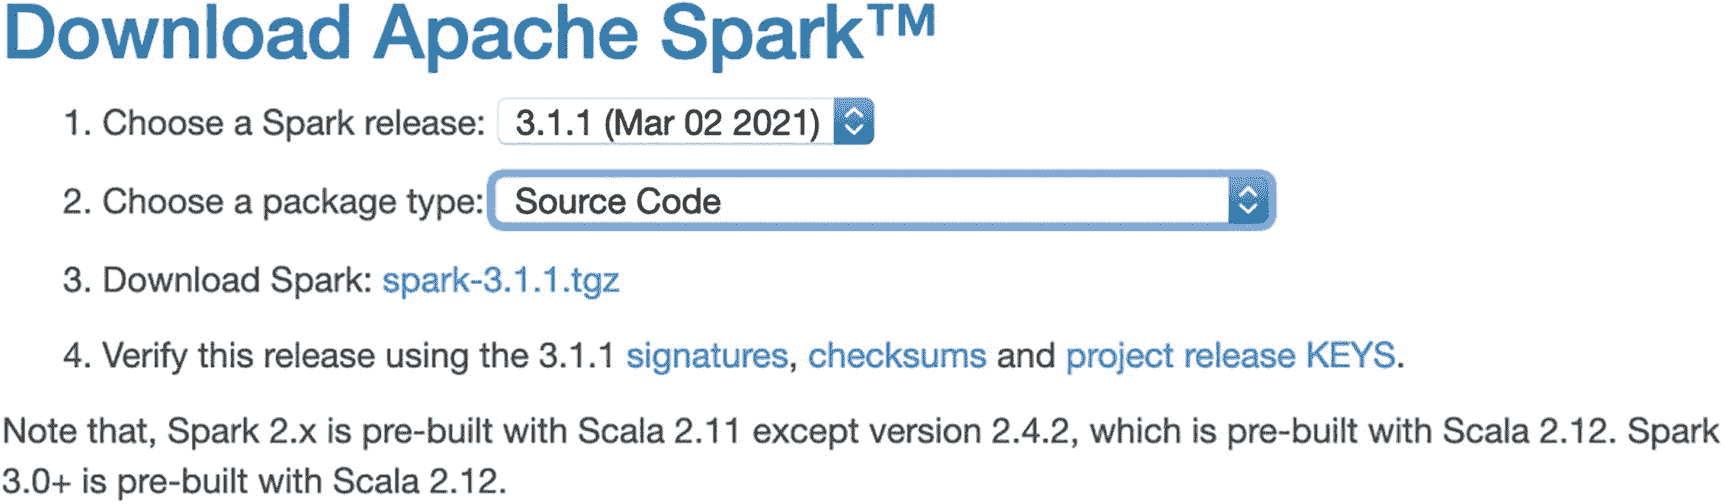 Download Apache Spark™
1. Choose a Spark release: 3.1.1 (Mar 02 2021)
2. Choose a package type: Source Code
3. Download Spark: spark-3.1.1.tgz
4. Verify this release using the 3.1.1 signatures, checksums and project release KEYS.
Note that, Spark 2.x is pre-built with Scala 2.11 except version 2.4.2, which is pre-built with Scala 2.12. Spark
3.0+ is pre-built with Scala 2.12.